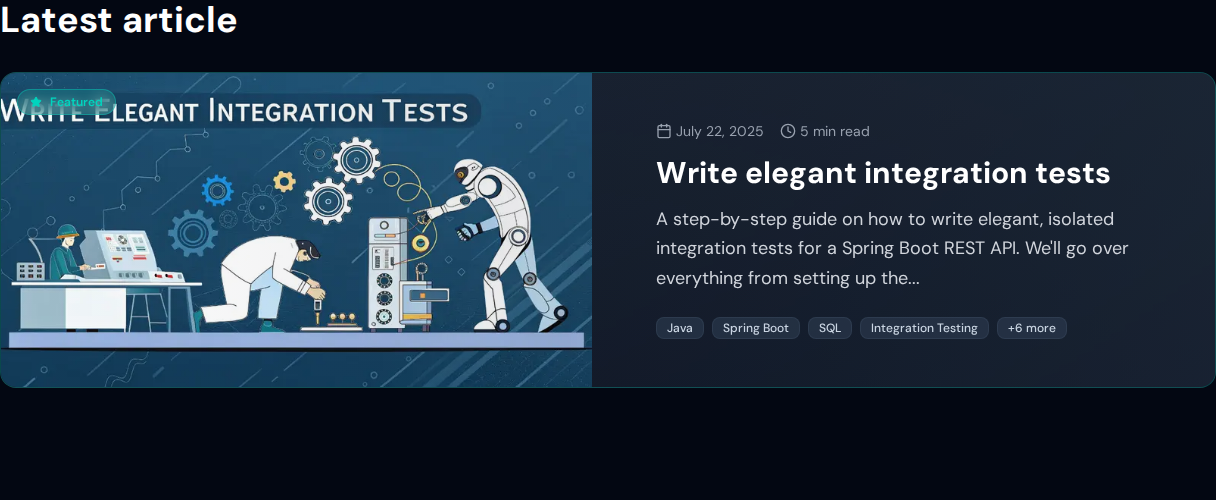 Latest article
Featured
Write Elegant Integration Tests
July 22, 2025 5 min read
Write elegant integration tests
A step-by-step guide on how to write elegant, isolated
integration tests for a Spring Boot REST API. We'll go over
everything from setting up the...
Java Spring Boot SQL Integration Testing +6 more